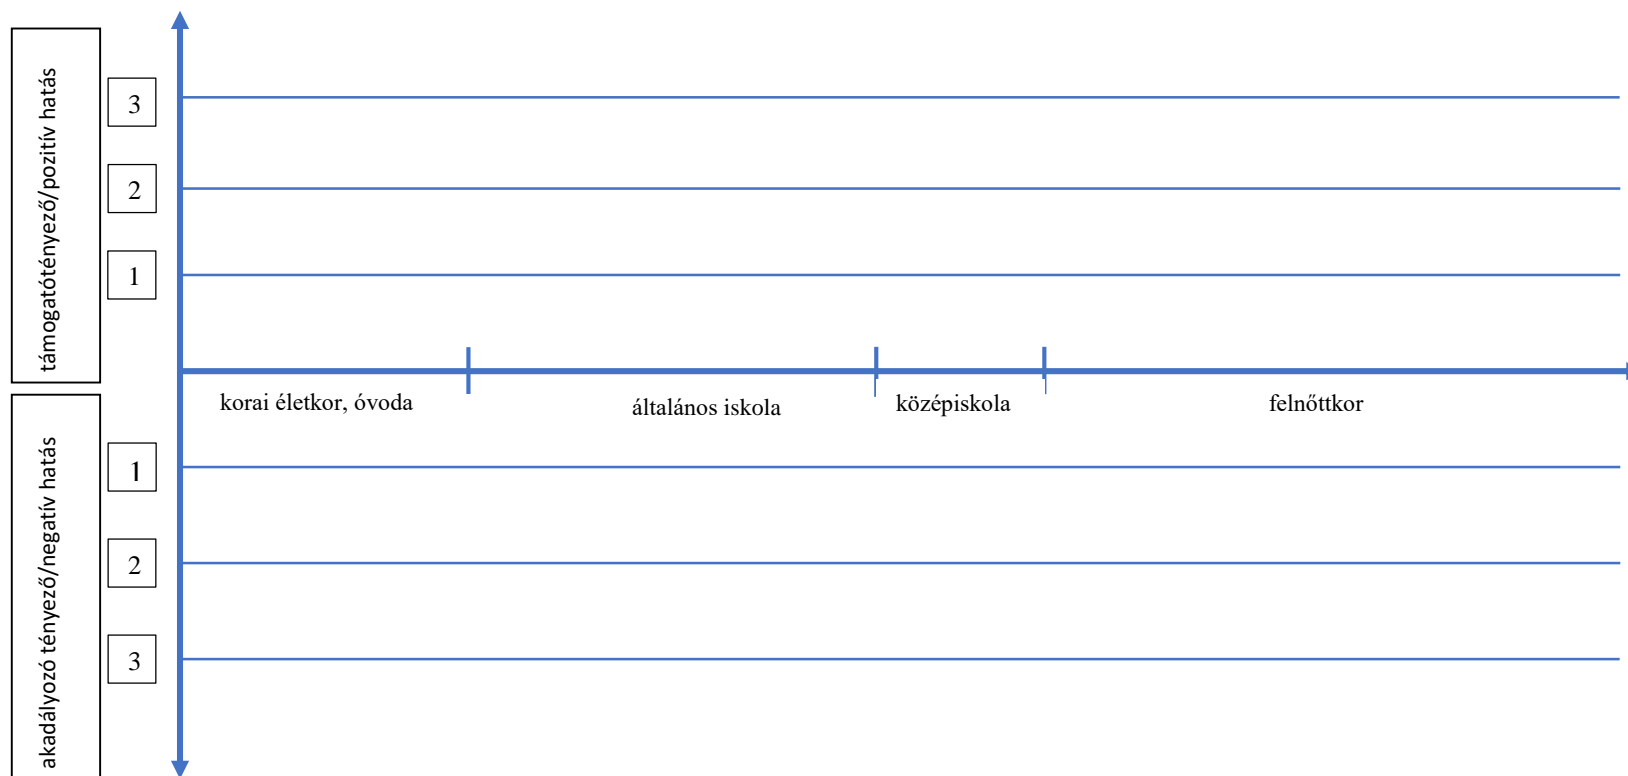 támogatótényező/pozitív hatás
3
2
1
korai életkor, óvoda
általános iskola
középiskola
felnőttkor
akadályozó tényező/negatív hatás
1
2
3